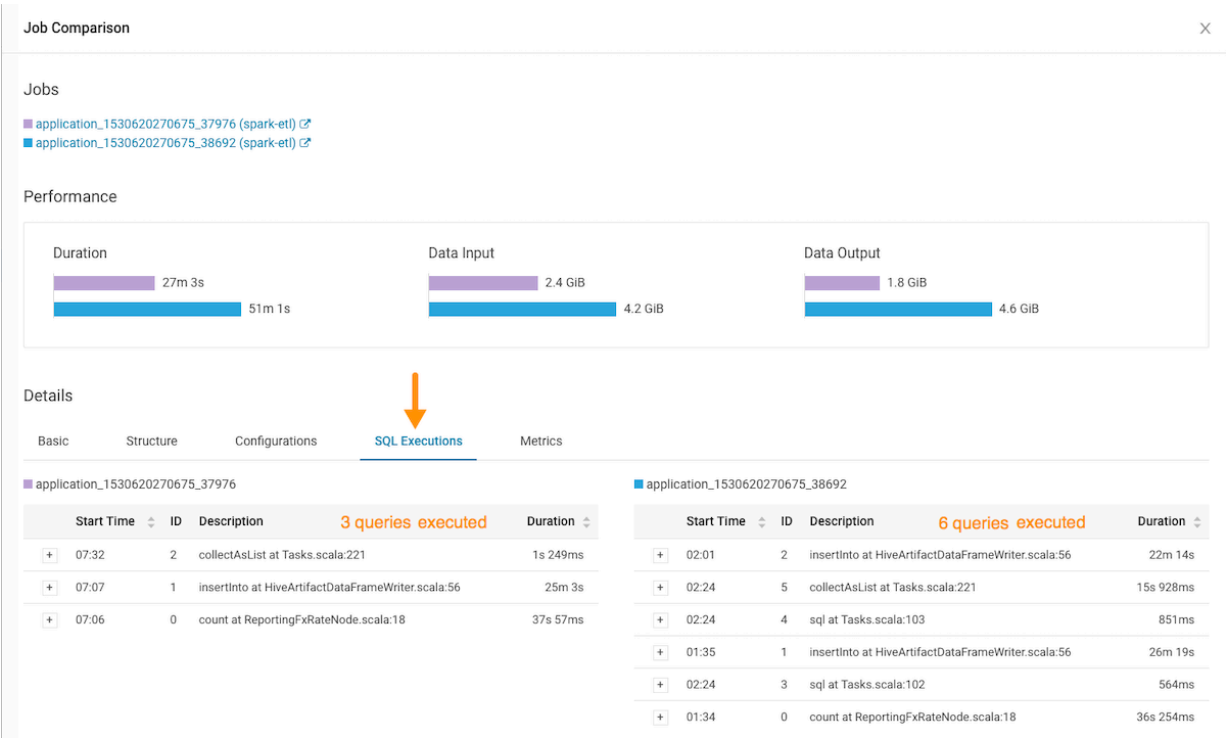 Job Comparison
Jobs
application_1530620270675_37976 (spark-etl)
application_1530620270675_38692 (spark-etl)
Performance
Duration
27m 3s
51m 1s
Data Input
2.4 GiB
4.2 GiB
Data Output
1.8 GiB
4.6 GiB
Details
Basic Structure Configurations SQL Executions Metrics
application_1530620270675_37976
Start Time ID Description 3 queries executed Duration
07:32 2 collectAsList at Tasks.scala:221 1s 249ms
07:07 1 insertInto at HiveArtifactDataFrameWriter.scala:56 25m 3s
07:06 0 count at ReportingFxRateNode.scala:18 37s 57ms
application_1530620270675_38692
Start Time ID Description 6 queries executed Duration
02:01 2 insertInto at HiveArtifactDataFrameWriter.scala:56 22m 14s
02:24 5 collectAsList at Tasks.scala:221 15s 928ms
02:24 4 sql at Tasks.scala:103 851ms
01:35 1 insertInto at HiveArtifactDataFrameWriter.scala:56 26m 19s
02:24 3 sql at Tasks.scala:102 564ms
01:34 0 count at ReportingFxRateNode.scala:18 36s 254ms